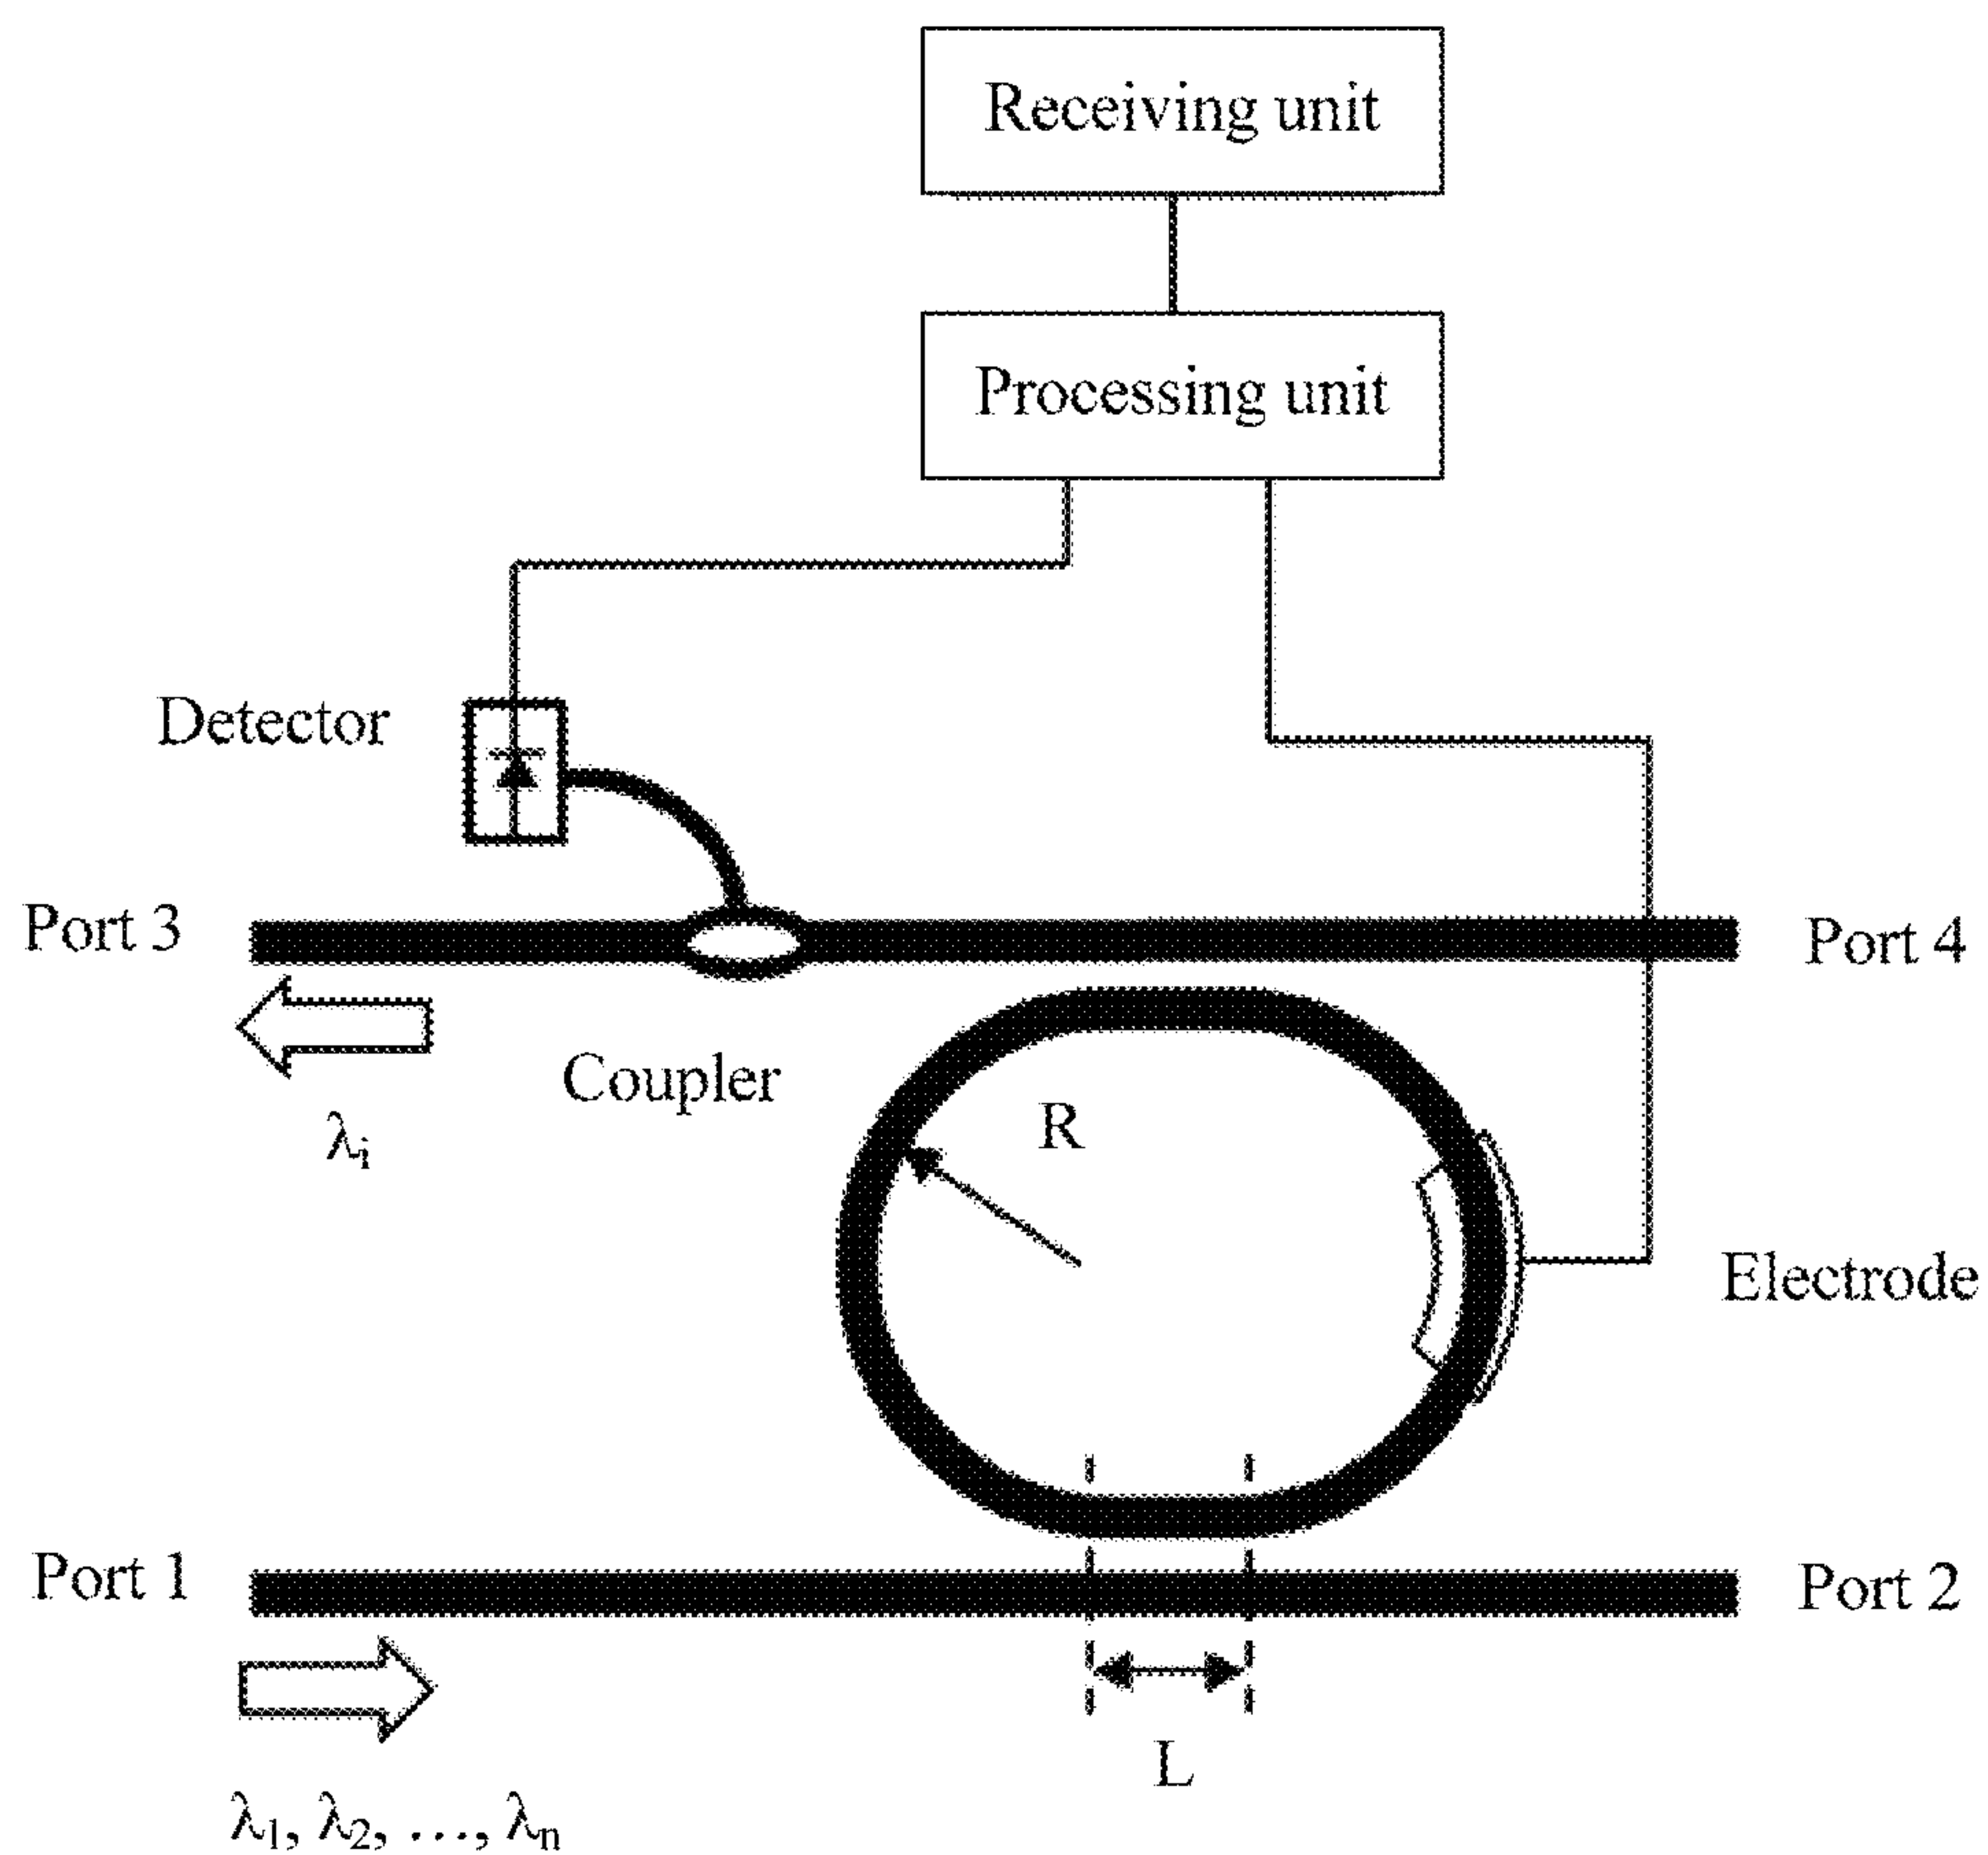 Receiving unit
Processing unit
Detector
Port 3
Port 4
Coupler
R
λi
Electrode
Port 1
Port 2
L
λ1, λ2, ..., λn